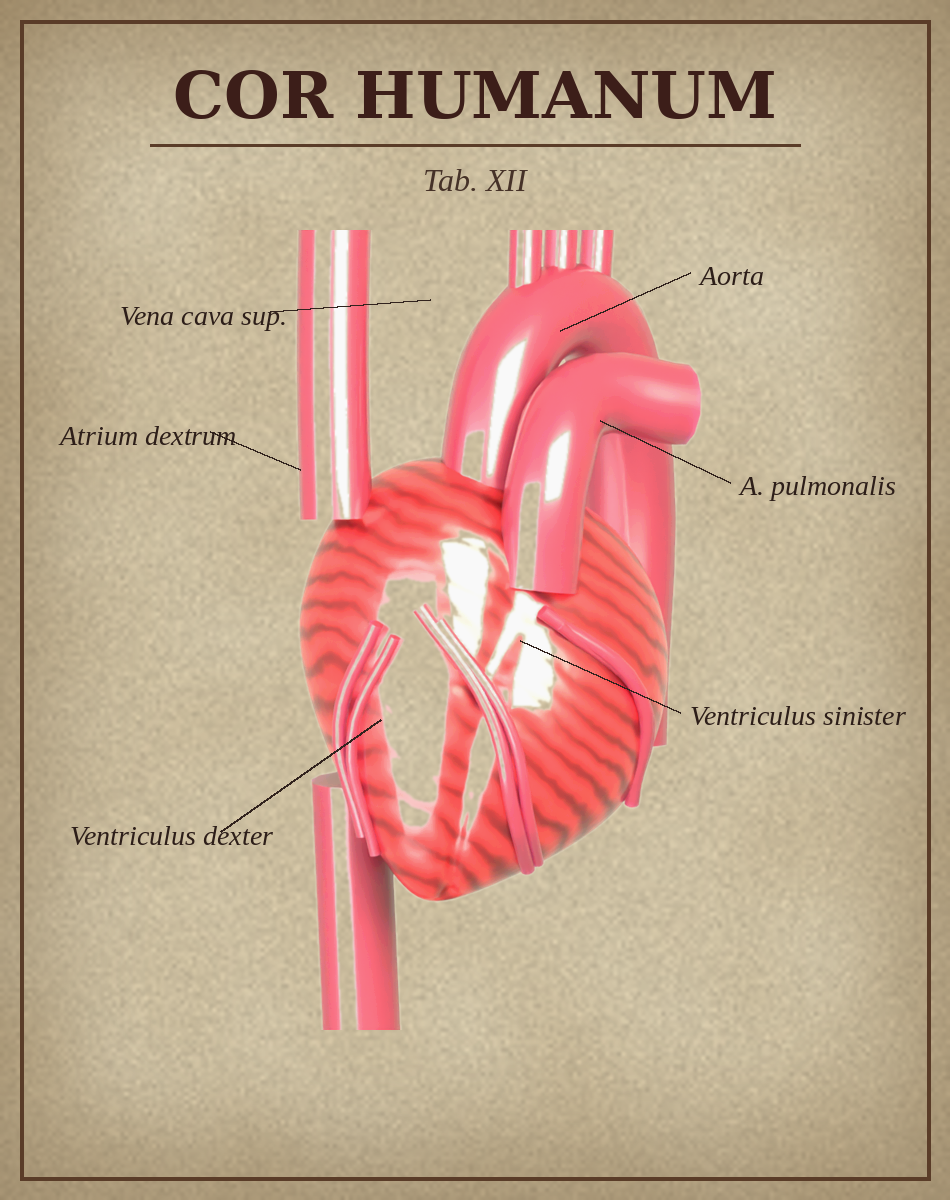 COR HUMANUM
Tab. XII
Aorta
Vena cava sup.
Atrium dextrum
A. pulmonalis
Ventriculus sinister
Ventriculus dexter